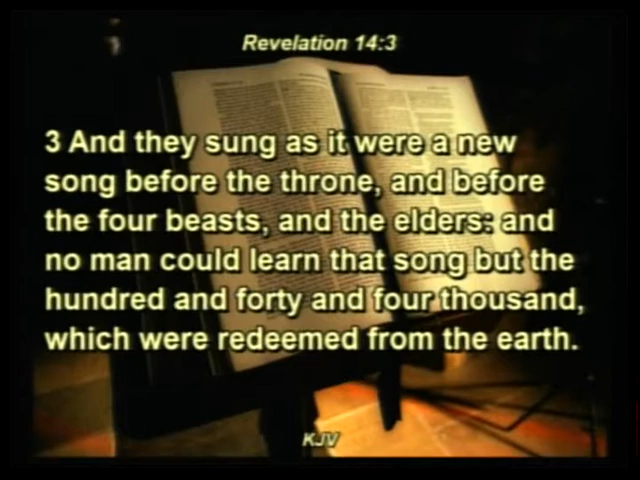 Revelation 14:3
3 And they sung as it were a new
song before the throne, and before
the four beasts, and the elders: and
no man could learn that song but the
hundred and forty and four thousand,
which were redeemed from the earth.
KJV